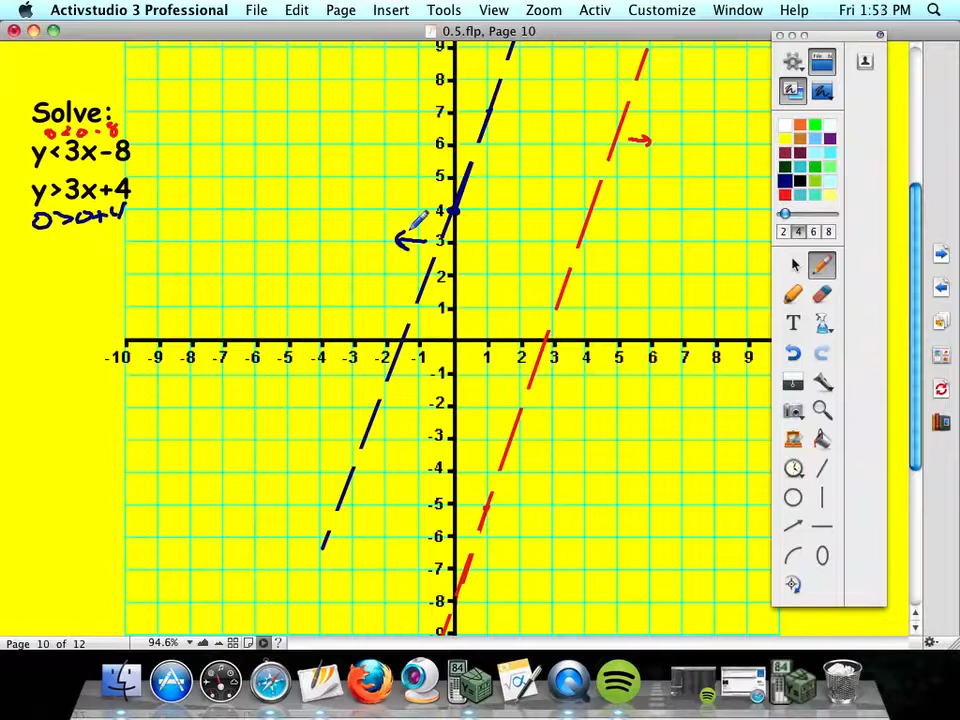 Activstudio 3 Professional File Edit Page Insert Tools View Zoom Activ Customize Window Help Fri 1:53 PM
0.5.flp, Page 10
Solve:
y<3x-8
y>3x+4
0>0+4
9
8
7
6
5
4
3
2
1
-10 -9 -8 -7 -6 -5 -4 -3 -2 -1 1 2 3 4 5 6 7 8 9
-1
-2
-3
-4
-5
-6
-7
-8
2 4 6 8
T
Page 10 of 12 94.6% ?